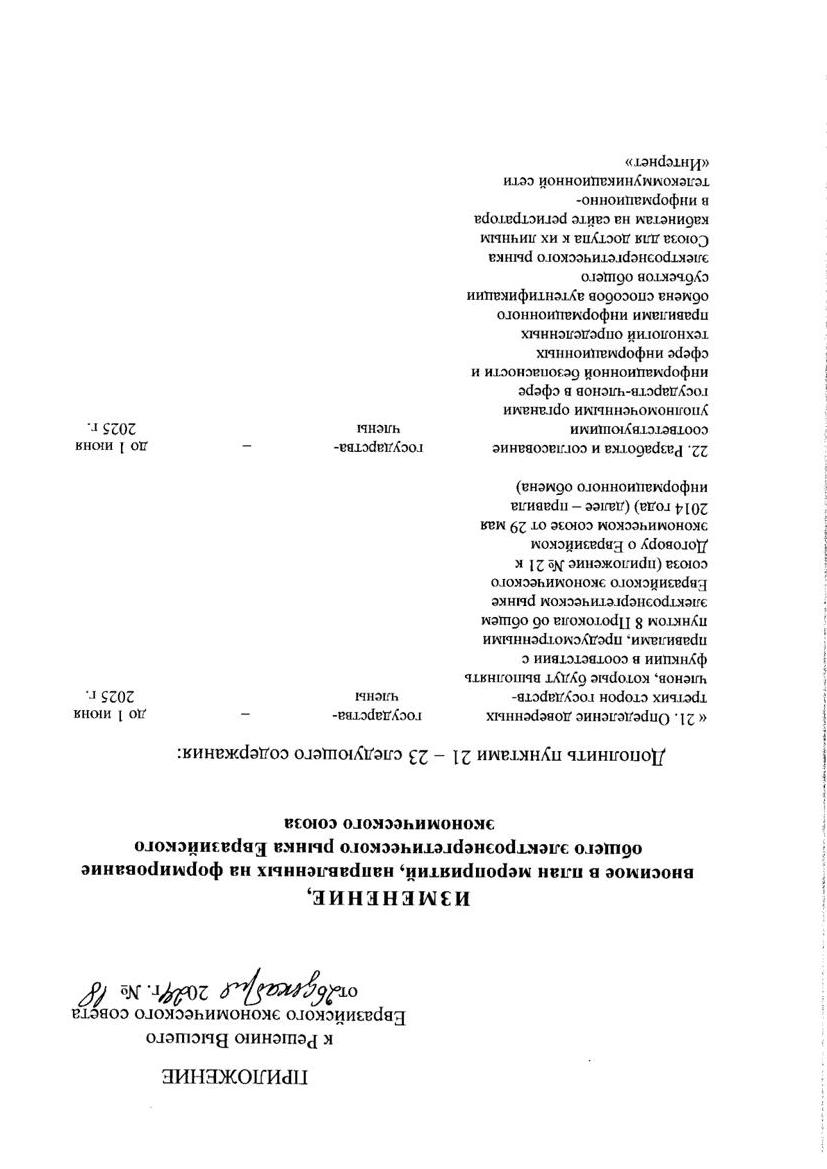 ПРИЛОЖЕНИЕ
к Решению Высшего
Евразийского экономического совета
от 26 декабря 2024 г. № 18
ИЗМЕНЕНИЕ,
вносимое в план мероприятий, направленных на формирование
общего электроэнергетического рынка Евразийского
экономического союза
Дополнить пунктами 21 – 23 следующего содержания:
« 21. Определение доверенных
третьих сторон государств-
членов, которые будут выполнять
функции в соответствии с
правилами, предусмотренными
пунктом 8 Протокола об общем
электроэнергетическом рынке
Евразийского экономического
союза (приложение № 21 к
Договору о Евразийском
экономическом союзе от 29 мая
2014 года) (далее – правила
информационного обмена)
государства-
члены
–
до 1 июня
2025 г.
22. Разработка и согласование
соответствующими
уполномоченными органами
государств-членов в сфере
информационной безопасности и
сфере информационных
технологий определенных
правилами информационного
обмена способов аутентификации
субъектов общего
электроэнергетического рынка
Союза для доступа к их личным
кабинетам на сайте регистратора
в информационно-
телекоммуникационной сети
«Интернет»
государства-
члены
–
до 1 июня
2025 г.